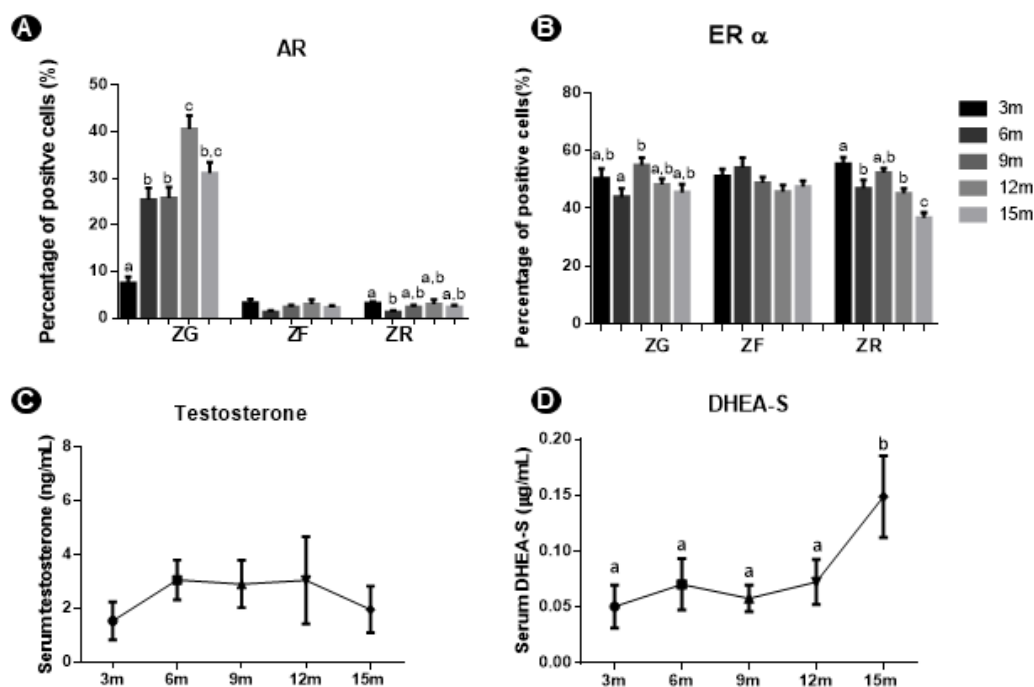 A
AR
Percentage of positve cells (%)
50
40
30
20
10
0
a
b
b
c
b,c
a
b
a,b
a,b
a,b
ZG
ZF
ZR
B
ER α
Percentage of positive cells(%)
80
60
40
20
0
a,b
a
b
a,b
a,b
a
b
a,b
b
c
ZG
ZF
ZR
3m
6m
9m
12m
15m
C
Testosterone
Serum testosterone (ng/mL)
8
6
4
2
0
3m
6m
9m
12m
15m
D
DHEA-S
Serum DHEA-S (µg/mL)
0.20
0.15
0.10
0.05
0.00
a
a
a
a
b
3m
6m
9m
12m
15m